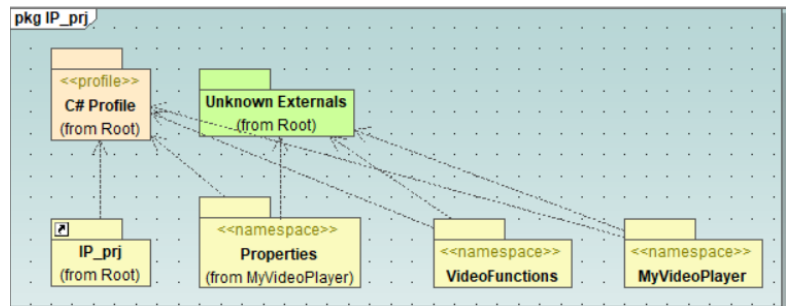 pkg IP_prj
<<profile>>
C# Profile
(from Root)
Unknown Externals
(from Root)
IP_prj
(from Root)
<<namespace>>
Properties
(from MyVideoPlayer)
<<namespace>>
VideoFunctions
<<namespace>>
MyVideoPlayer